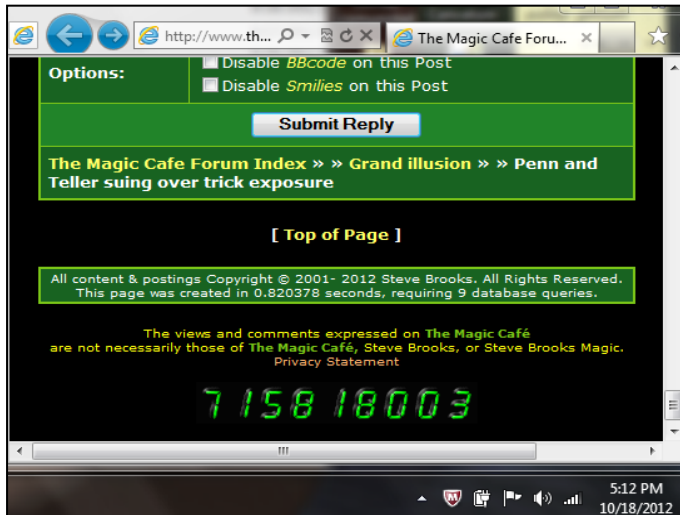 http://www.th...
The Magic Cafe Foru...
Options:
Disable BBcode on this Post
Disable Smilies on this Post
Submit Reply
The Magic Cafe Forum Index » » Grand illusion » » Penn and
Teller suing over trick exposure
[ Top of Page ]
All content & postings Copyright © 2001- 2012 Steve Brooks. All Rights Reserved.
This page was created in 0.820378 seconds, requiring 9 database queries.
The views and comments expressed on The Magic Café
are not necessarily those of The Magic Café, Steve Brooks, or Steve Brooks Magic.
Privacy Statement
715818003
5:12 PM
10/18/2012